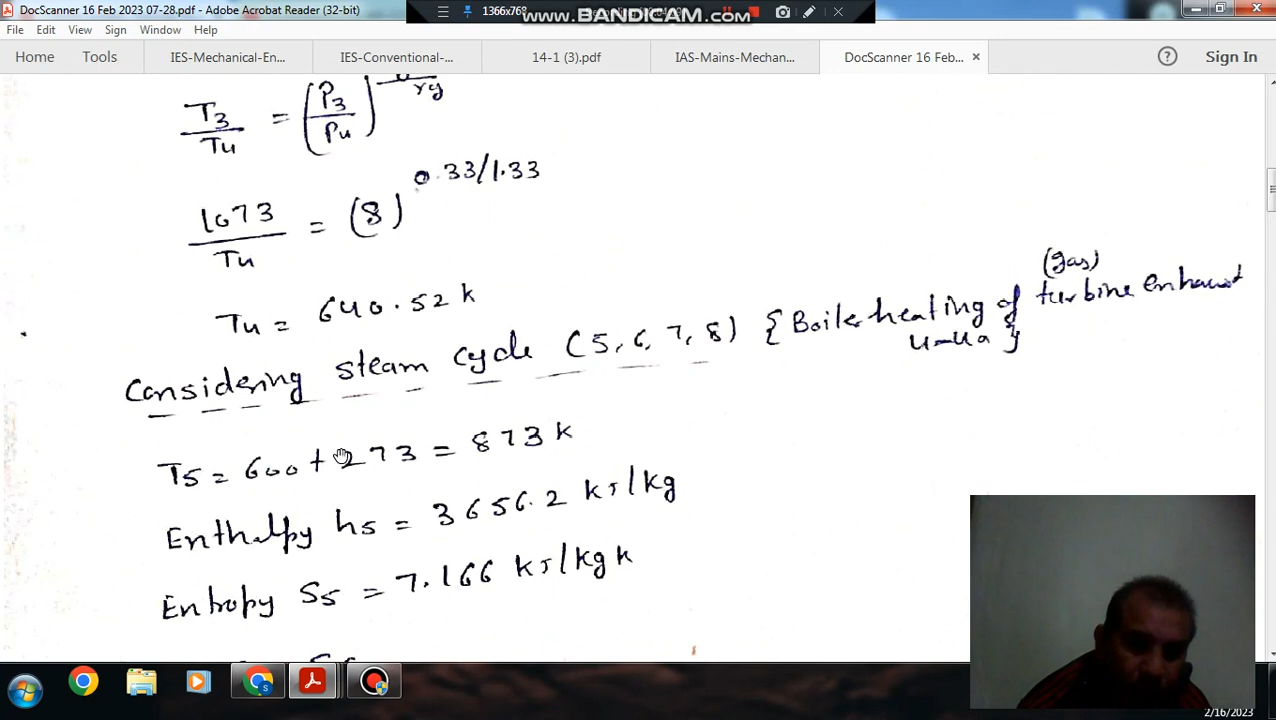 DocScanner 16 Feb 2023 07-28.pdf - Adobe Acrobat Reader (32-bit)
1366x768
www.BANDICAM.com
File Edit View Sign Window Help
Home Tools IES-Mechanical-En... IES-Conventional-... 14-1 (3).pdf IAS-Mains-Mechan... DocScanner 16 Feb... × Sign In
T3/T4 = (P3/P4)
rg
1073/T4 = (8)^0.33/1.33
T4 = 640.52 k
(gas)
Considering steam cycle (5, 6, 7, 8) {Boiler heating of turbine exhaust
4-4a}
T5 = 600 + 273 = 873 k
Enthalpy h5 = 3656.2 kJ/kg
Entropy S5 = 7.166 kJ/kg k
2/16/2023